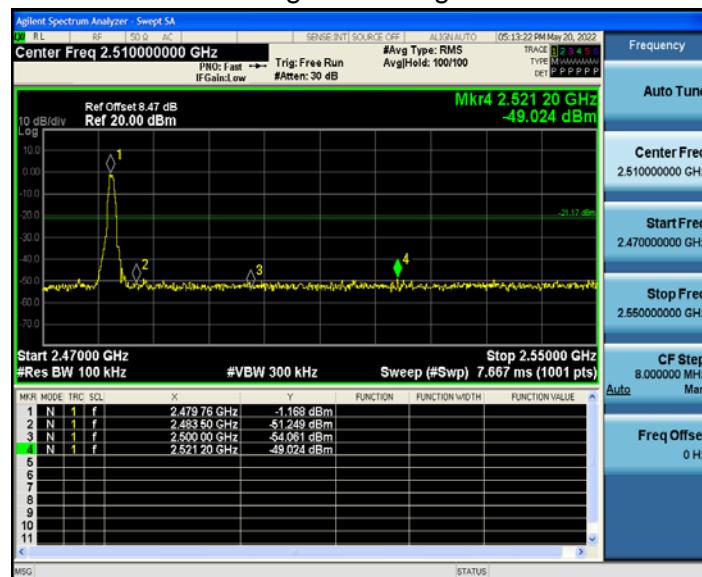 Agilent Spectrum Analyzer - Swept SA
RL RF 50 Ω AC SENSE:INT SOURCE OFF ALIGN AUTO 05:13:22 PM May 20, 2022
Center Freq 2.510000000 GHz
PNO: Fast
IFGain:Low
Trig: Free Run
#Atten: 30 dB
#Avg Type: RMS
Avg|Hold: 100/100
TRACE 1 2 3 4 5 6
TYPE M
DET P P P P P P
Frequency
Ref Offset 8.47 dB
10 dB/div Ref 20.00 dBm
Log
Mkr4 2.521 20 GHz
-49.024 dBm
10.0
0.00
-10.0
-20.0
-30.0
-40.0
-50.0
-60.0
-70.0
1
2
3
4
-21.17 dBm
Start 2.47000 GHz Stop 2.55000 GHz
#Res BW 100 kHz #VBW 300 kHz Sweep (#Swp) 7.667 ms (1001 pts)
MKR MODE TRC SCL X Y FUNCTION FUNCTION WIDTH FUNCTION VALUE
1 N 1 f 2.479 76 GHz -1.168 dBm
2 N 1 f 2.483 50 GHz -51.249 dBm
3 N 1 f 2.500 00 GHz -54.061 dBm
4 N 1 f 2.521 20 GHz -49.024 dBm
5
6
7
8
9
10
11
MSG STATUS
Auto Tune
Center Freq
2.510000000 GHz
Start Freq
2.470000000 GHz
Stop Freq
2.550000000 GHz
CF Step
8.000000 MHz
Auto Man
Freq Offset
0 Hz